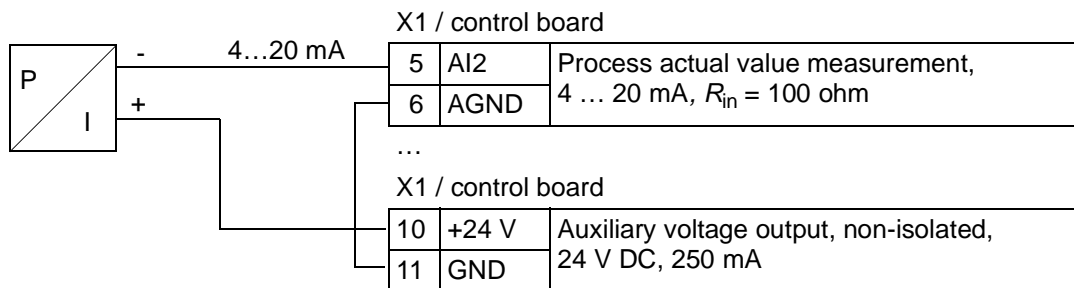 X1 / control board
P
I
-
4…20 mA
+
5 AI2 Process actual value measurement,
6 AGND 4 … 20 mA, Rin = 100 ohm
…
X1 / control board
10 +24 V Auxiliary voltage output, non-isolated,
11 GND 24 V DC, 250 mA